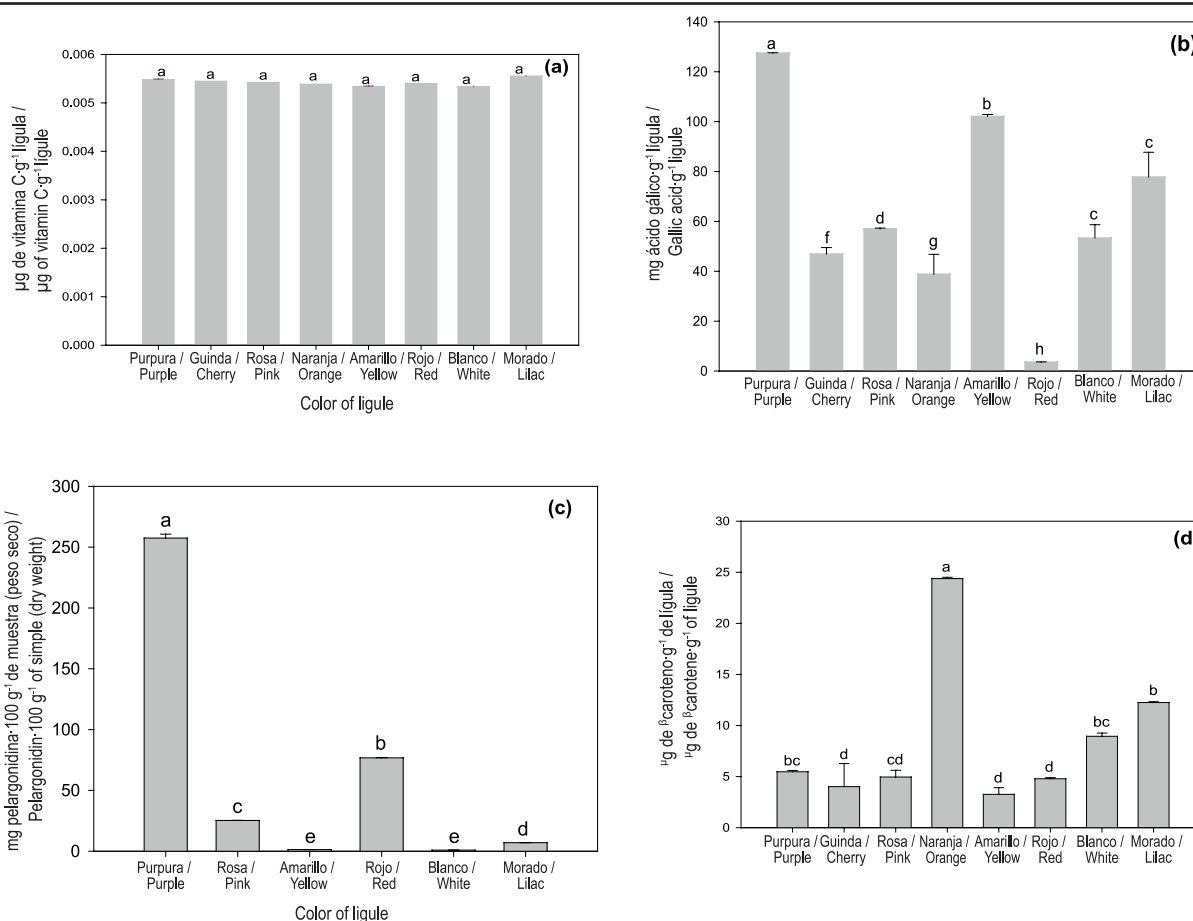 (a)
µg de vitamina C·g⁻¹ lígula /
µg of vitamin C·g⁻¹ lígule
0.006
0.005
0.004
0.003
0.002
0.001
0.000
a a a a a a a a
Purpura / Guinda / Rosa / Naranja / Amarillo / Rojo / Blanco / Morado /
Purple Cherry Pink Orange Yellow Red White Lilac
Color of ligule
(b)
mg ácido gálico·g⁻¹ lígula /
Gallic acid·g⁻¹ ligule
140
120
100
80
60
40
20
0
a f d g b h c c
Purpura / Guinda / Rosa / Naranja / Amarillo / Rojo / Blanco / Morado /
Purple Cherry Pink Orange Yellow Red White Lilac
(c)
mg pelargonidina·100 g⁻¹ de muestra (peso seco) /
Pelargonidin·100 g⁻¹ of simple (dry weight)
300
250
200
150
100
50
0
a c e b e d
Purpura / Rosa / Amarillo / Rojo / Blanco / Morado /
Purple Pink Yellow Red White Lilac
Color of ligule
(d
µg de βcaroteno·g⁻¹ de lígula /
µg de βcarotene·g⁻¹ of ligule
30
25
20
15
10
5
0
bc d cd a d d bc b
Purpura / Guinda / Rosa / Naranja / Amarillo / Rojo / Blanco / Morado /
Purple Cherry Pink Orange Yellow Red White Lilac